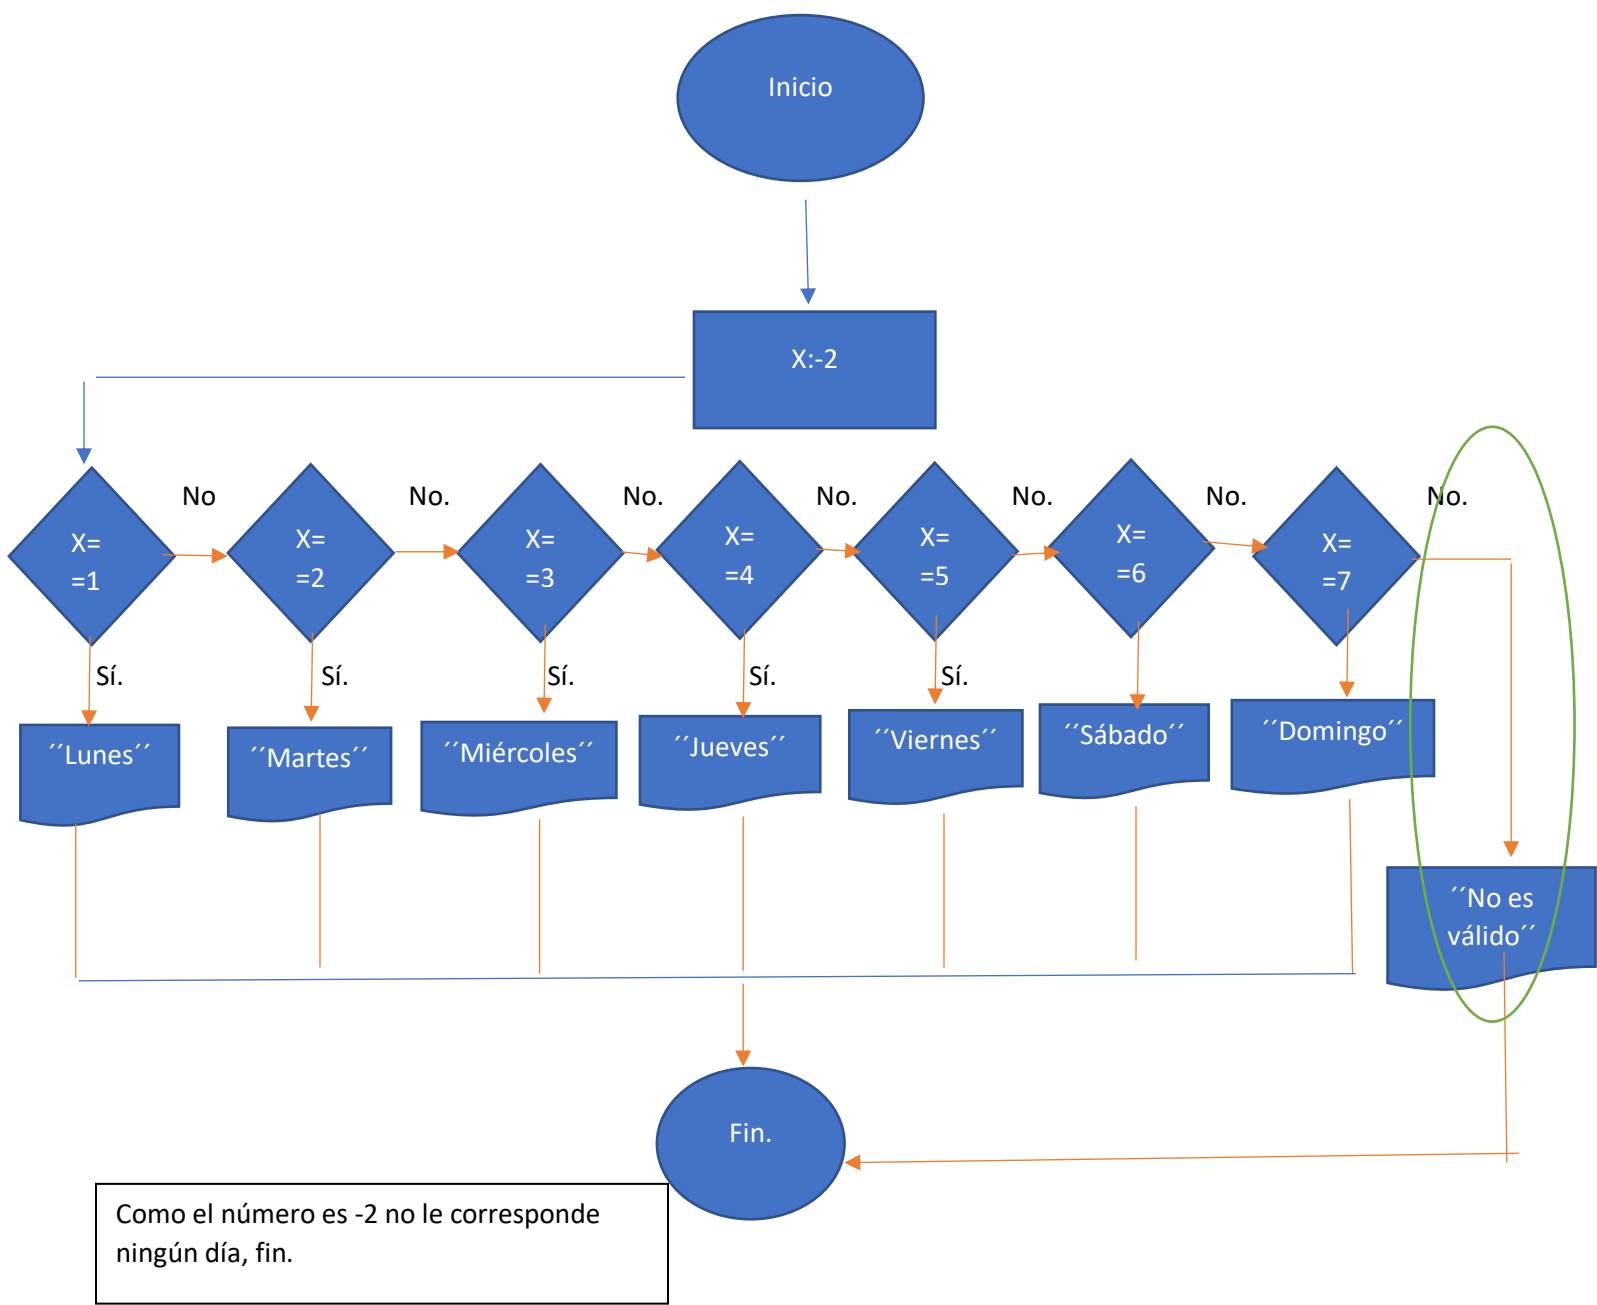 Inicio
X:-2
No
No.
No.
No.
No.
No.
No.
X=
=1
X=
=2
X=
=3
X=
=4
X=
=5
X=
=6
X=
=7
Sí.
Sí.
Sí.
Sí.
Sí.
´´Lunes´´
´´Martes´´
´´Miércoles´´
´´Jueves´´
´´Viernes´´
´´Sábado´´
´´Domingo´´
´´No es
válido´´
Fin.
Como el número es -2 no le corresponde
ningún día, fin.